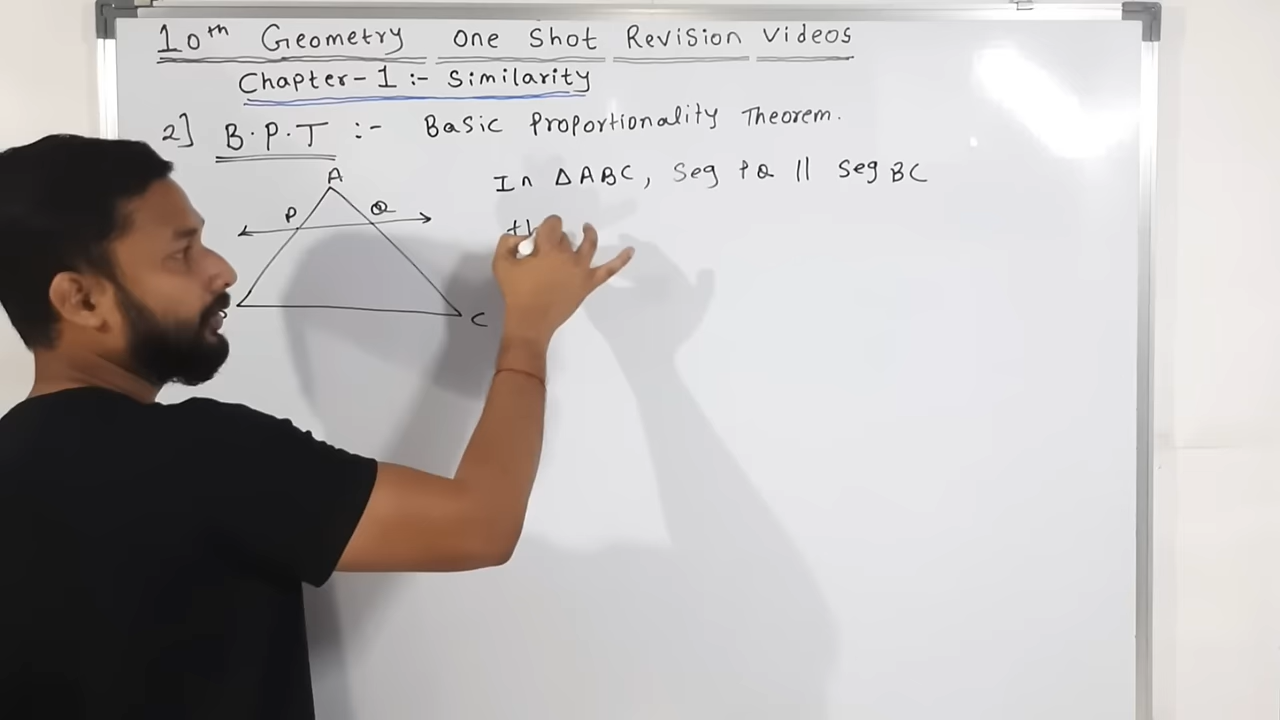 10th Geometry One Shot Revision Videos
Chapter-1 :- Similarity
2] B.P.T :- Basic Proportionality Theorem.
A
In ΔABC, Seg PQ || Seg BC
P Q
C